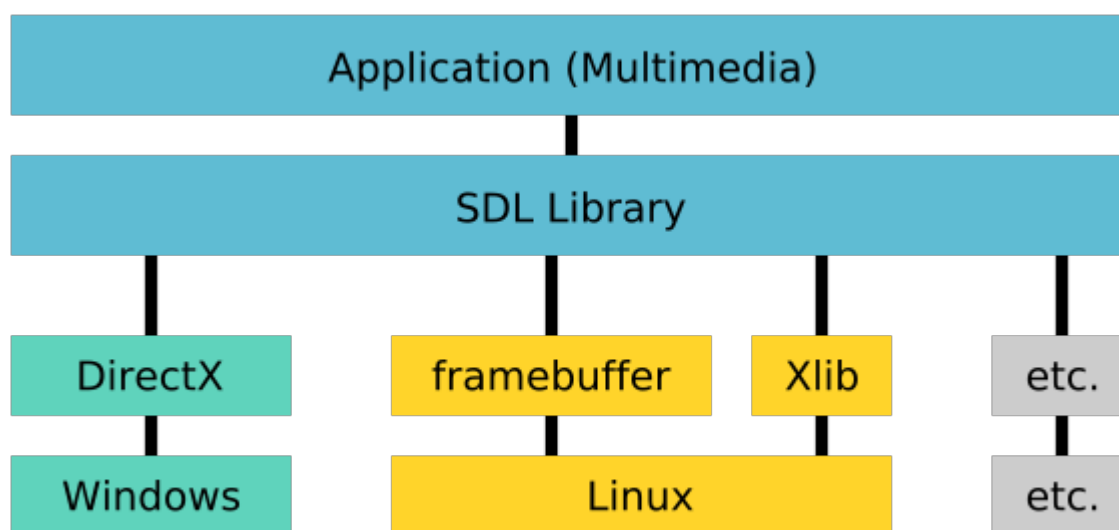 Application (Multimedia)
SDL Library
DirectX
framebuffer
Xlib
etc.
Windows
Linux
etc.